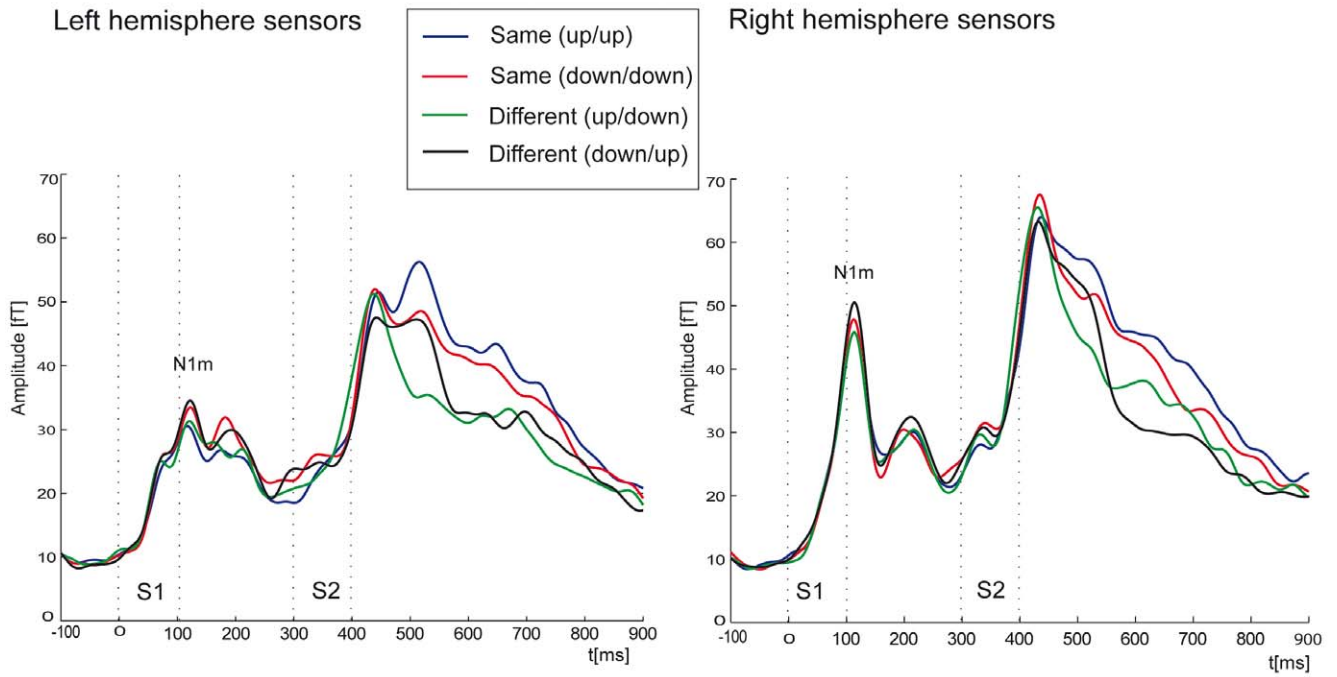 Left hemisphere sensors
Same (up/up)
Same (down/down)
Different (up/down)
Different (down/up)
Right hemisphere sensors
Amplitude [fT]
70
60
50
40
30
20
10
O
N1m
S1
S2
-100 O 100 200 300 400 500 600 700 800 900
t[ms]
Amplitude [fT]
70
60
50
40
30
20
10
O
N1m
S1
S2
-100 O 100 200 300 400 500 600 700 800 900
t[ms]